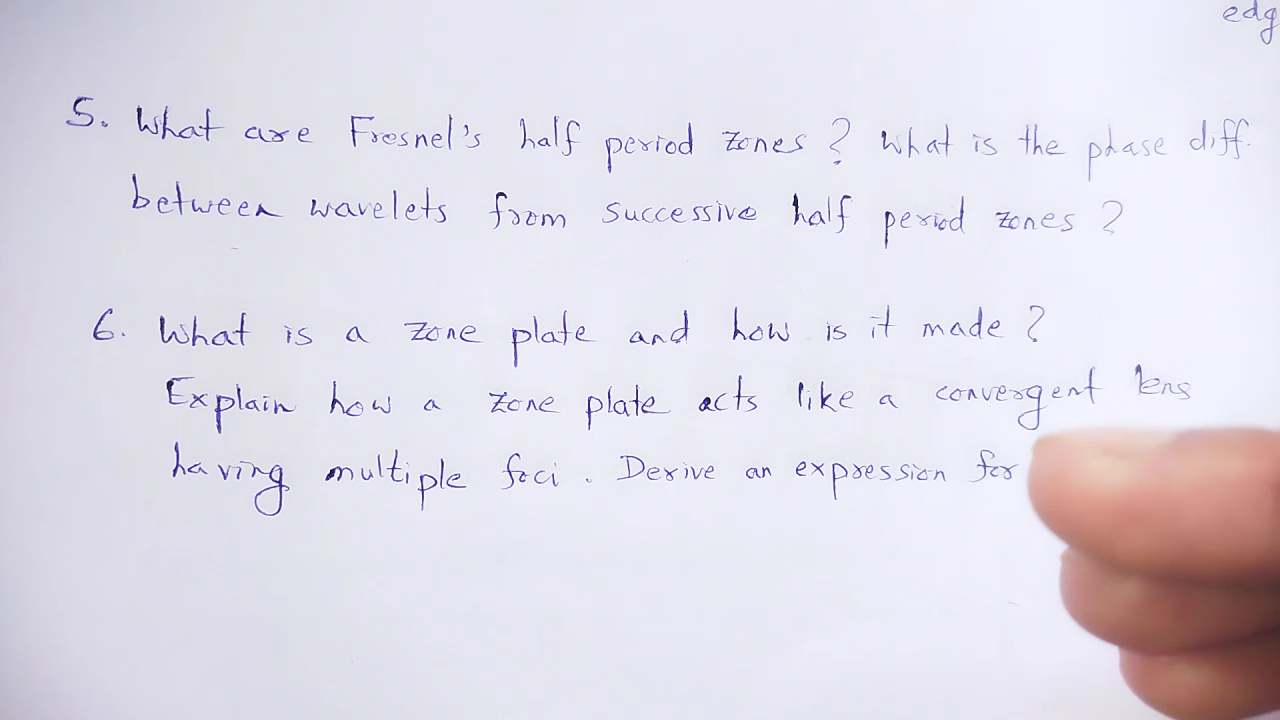 edg
5. What are Fresnel's half period zones ? What is the phase diff.
between wavelets from successive half period zones ?
6. What is a zone plate and how is it made ?
Explain how a zone plate acts like a convergent lens
having multiple foci . Derive an expression for